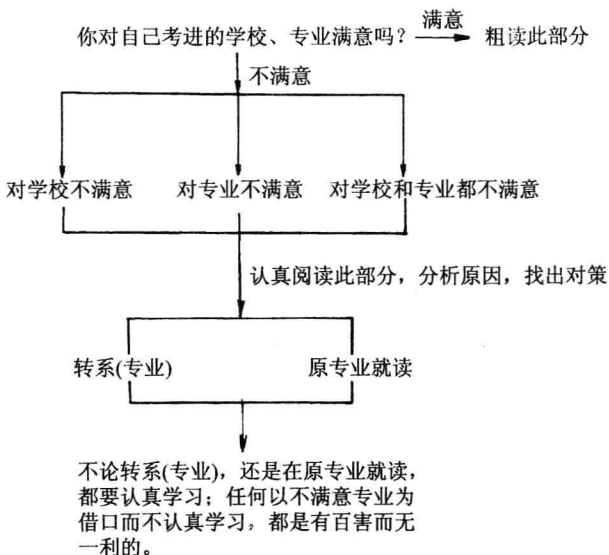 你对自己考进的学校、专业满意吗？ 满意 粗读此部分
不满意
对学校不满意 对专业不满意 对学校和专业都不满意
认真阅读此部分，分析原因，找出对策
转系(专业) 原专业就读
不论转系(专业)，还是在原专业就读，
都要认真学习；任何以不满意专业为
借口而不认真学习，都是有百害而无
一利的。